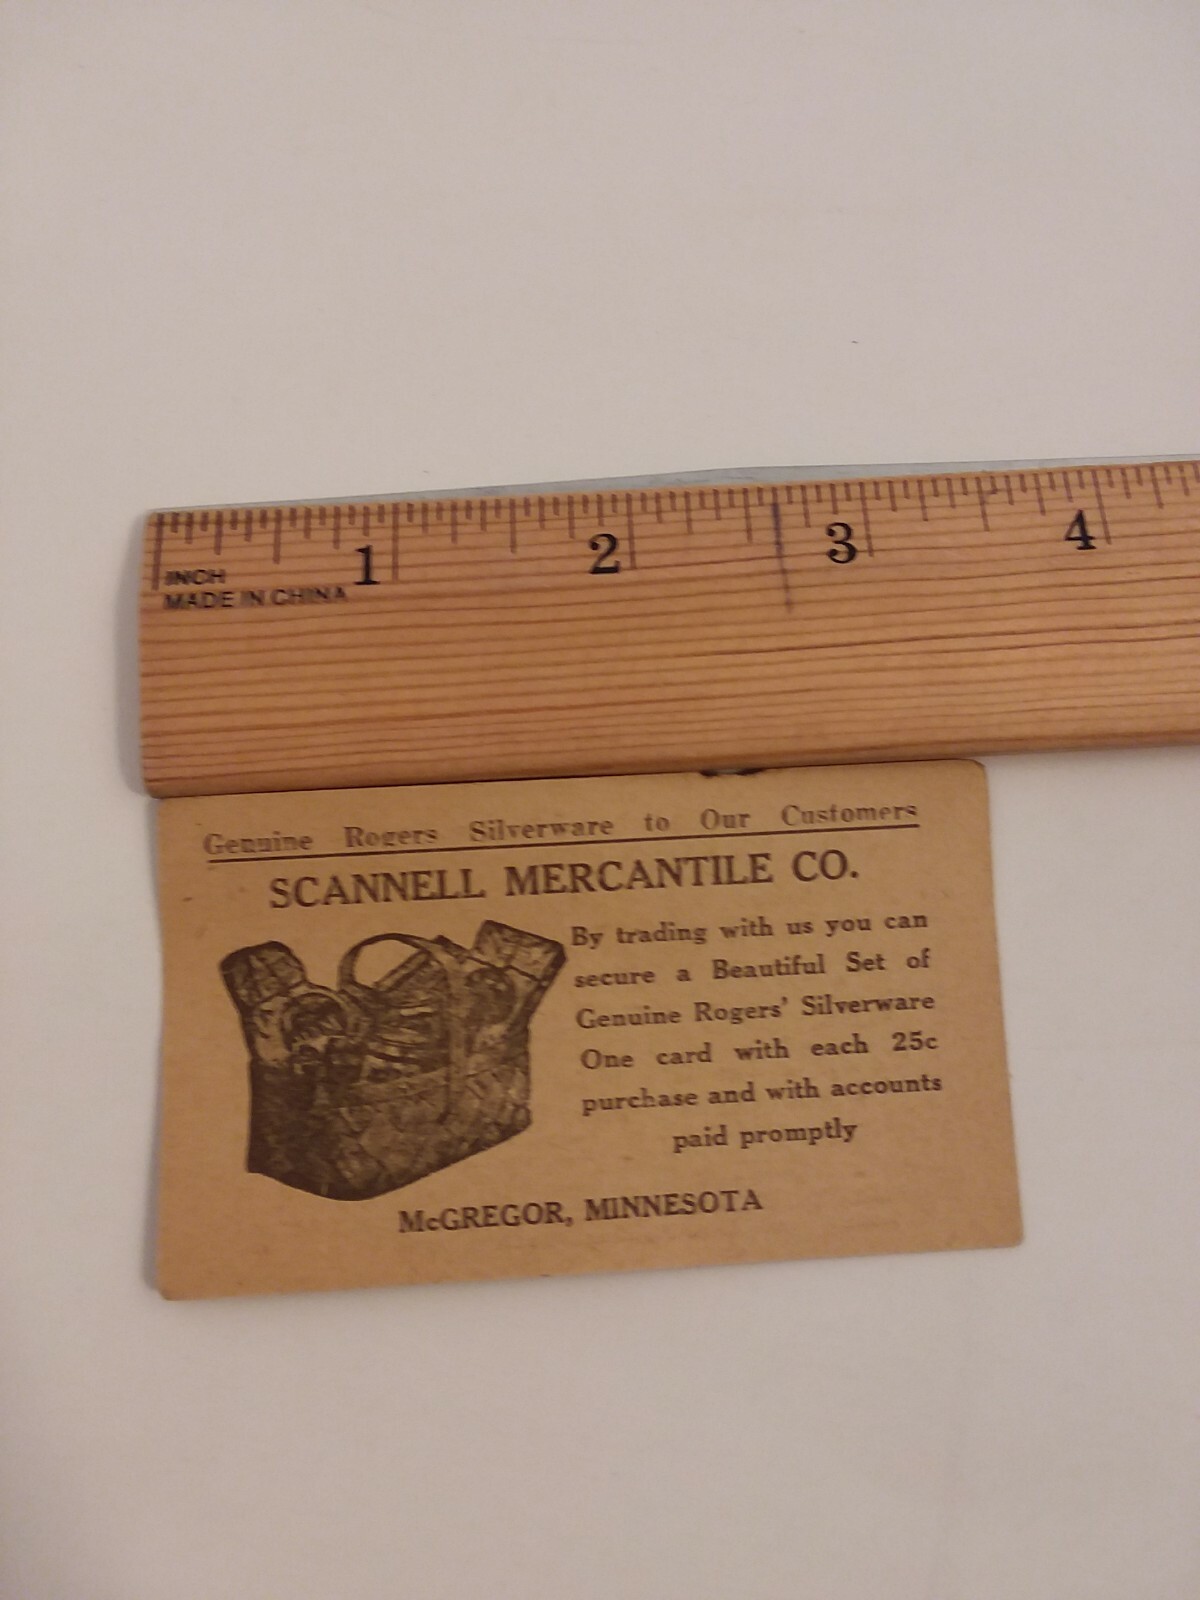 1 2 3 4
INCH
MADE IN CHINA
Genuine Rogers Silverware to Our Customers
SCANNELL MERCANTILE CO.
By trading with us you can
secure a Beautiful Set of
Genuine Rogers' Silverware
One card with each 25c
purchase and with accounts
paid promptly
McGREGOR, MINNESOTA